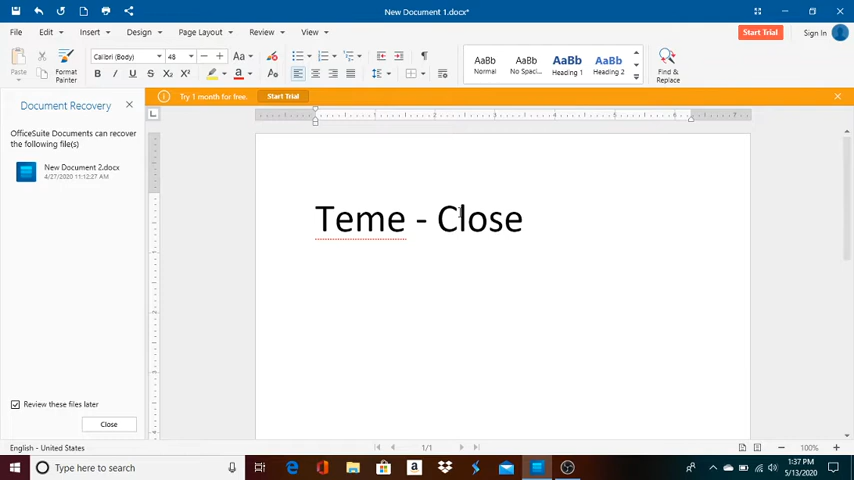 New Document 1.docx*
File Edit Insert Design Page Layout Review View Start Trial Sign In
Paste Format Painter Calibri (Body) 48 AaBb Normal AaBb No Spaci... AaBb Heading 1 AaBb Heading 2 Find & Replace
B I U S X₂ X² A
Document Recovery
Try 1 month for free. Start Trial
OfficeSuite Documents can recover
the following file(s)
New Document 2.docx
4/27/2020 11:12:27 AM
Teme - Close
Review these files later
Close
English - United States 1/1 100%
Type here to search
1:37 PM
5/13/2020